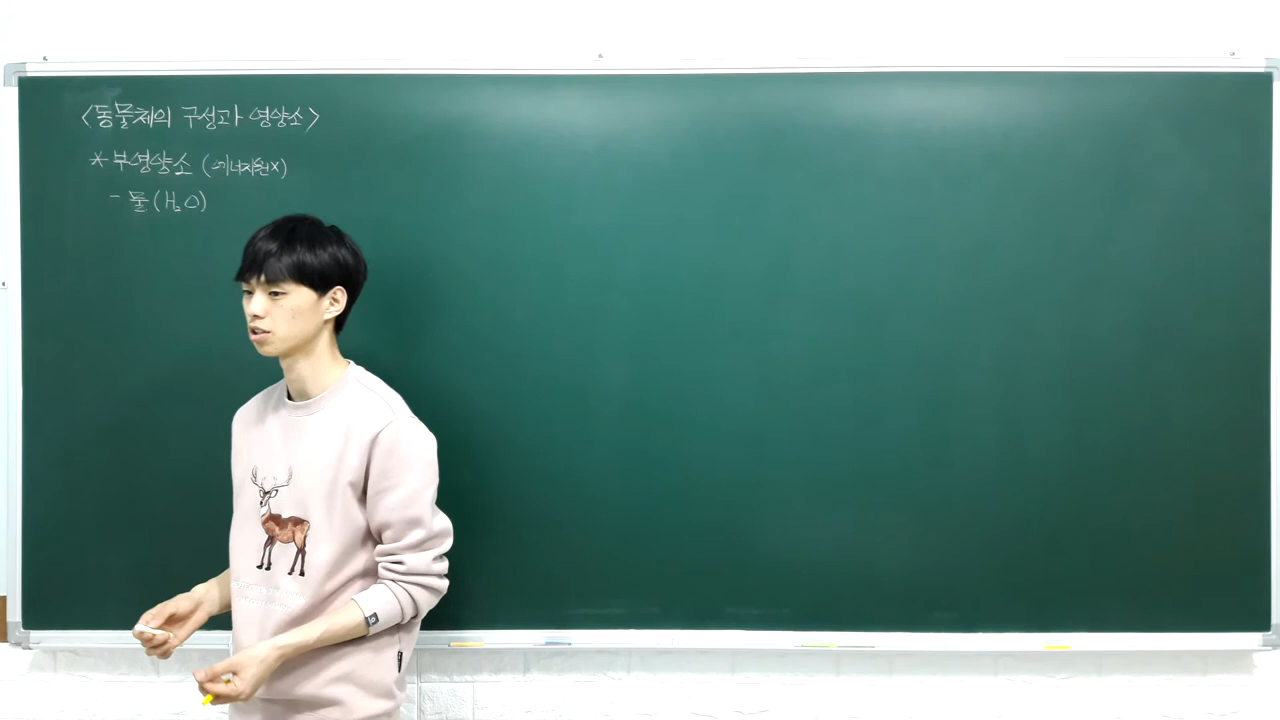 <동물체의 구성과 영양소>
* 부영양소 (에너지원x)
- 물 (H₂O)